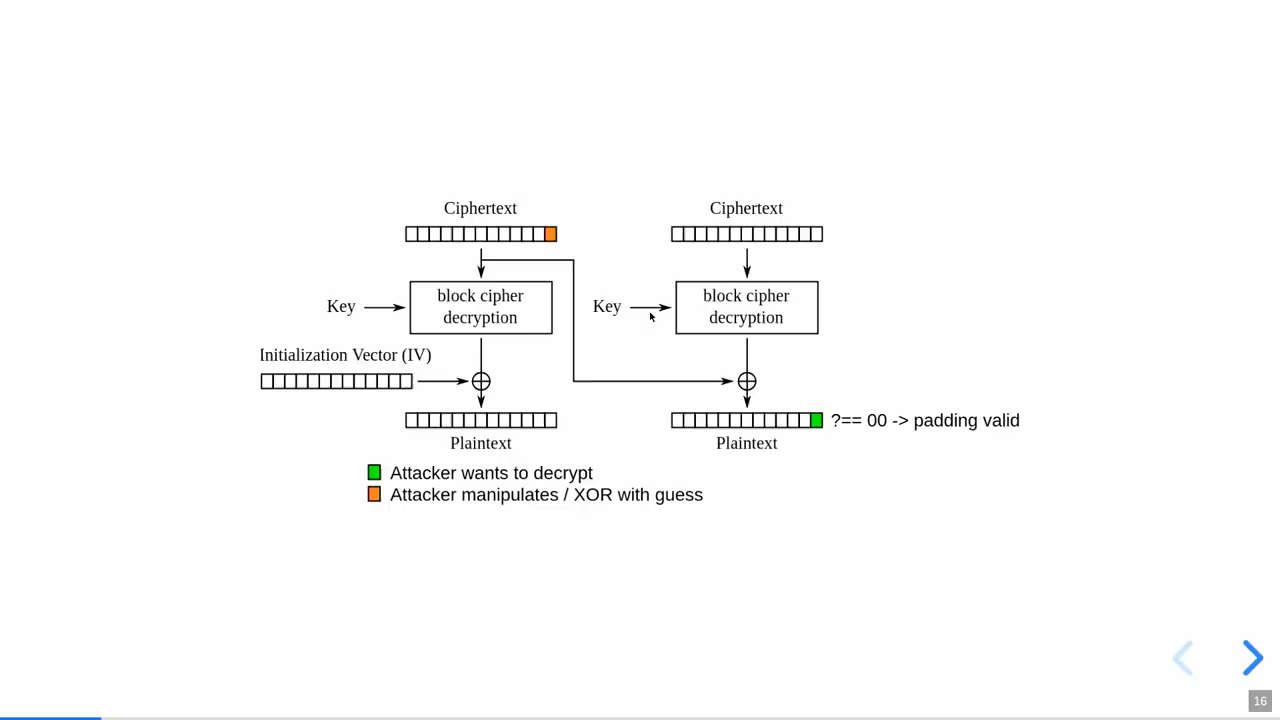 Ciphertext
Ciphertext
block cipher
decryption
Key
block cipher
decryption
Key
Initialization Vector (IV)
?== 00 -> padding valid
Plaintext
Plaintext
Attacker wants to decrypt
Attacker manipulates / XOR with guess
16